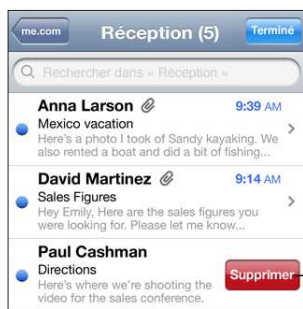 me.com Réception (5) Terminé
Rechercher dans « Réception »
Anna Larson 9:39 AM
Mexico vacation
Here's a photo I took of Sandy kayaking. We
also rented a boat and did a bit of fishing...
David Martinez 9:14 AM
Sales Figures
Hey Emily, Here are the sales figures you
were looking for. Please let me know...
Paul Cashman
Directions
Supprimer
Here's where we're shooting the
video for the sales conference.